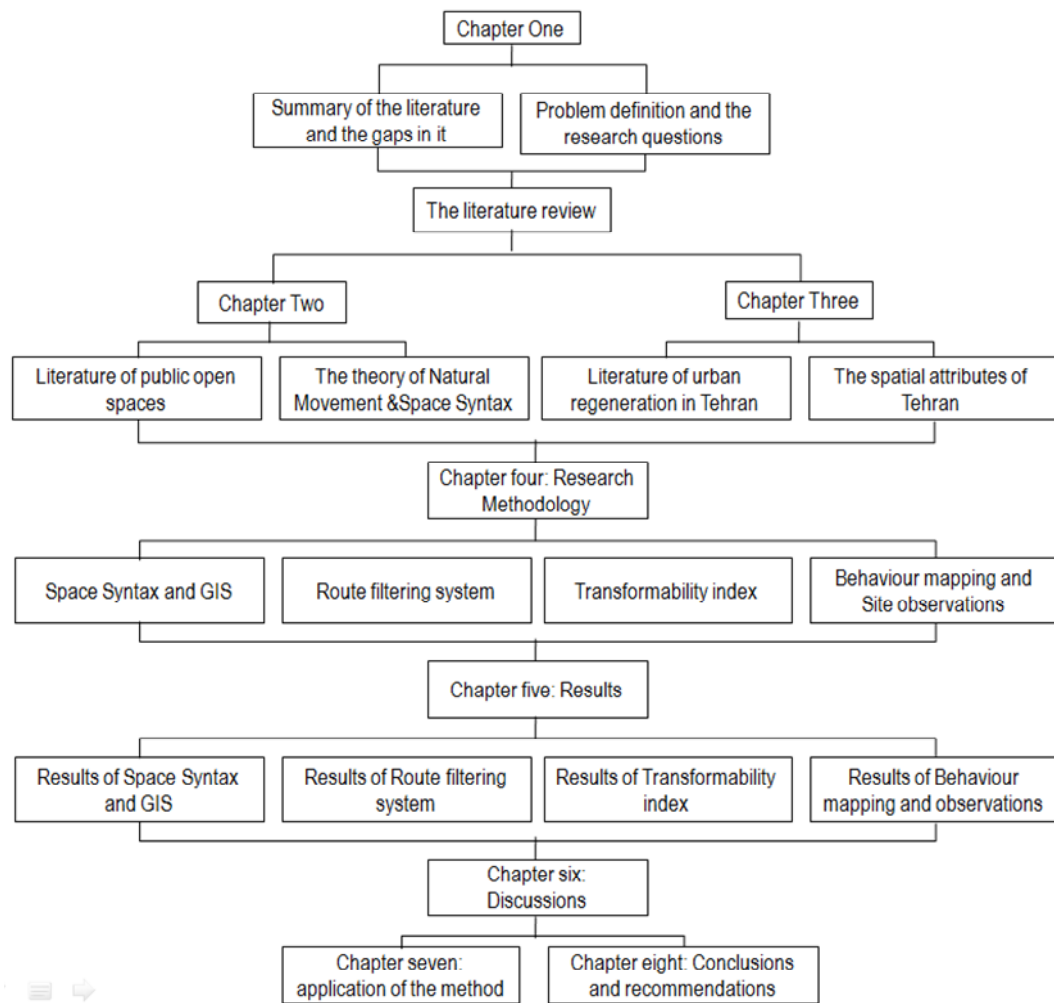 Chapter One
Summary of the literature
and the gaps in it
Problem definition and the
research questions
The literature review
Chapter Two
Chapter Three
Literature of public open
spaces
The theory of Natural
Movement &Space Syntax
Literature of urban
regeneration in Tehran
The spatial attributes of
Tehran
Chapter four: Research
Methodology
Space Syntax and GIS
Route filtering system
Transformability index
Behaviour mapping and
Site observations
Chapter five: Results
Results of Space Syntax
and GIS
Results of Route filtering
system
Results of Transformability
index
Results of Behaviour
mapping and observations
Chapter six:
Discussions
Chapter seven:
application of the method
Chapter eight: Conclusions
and recommendations